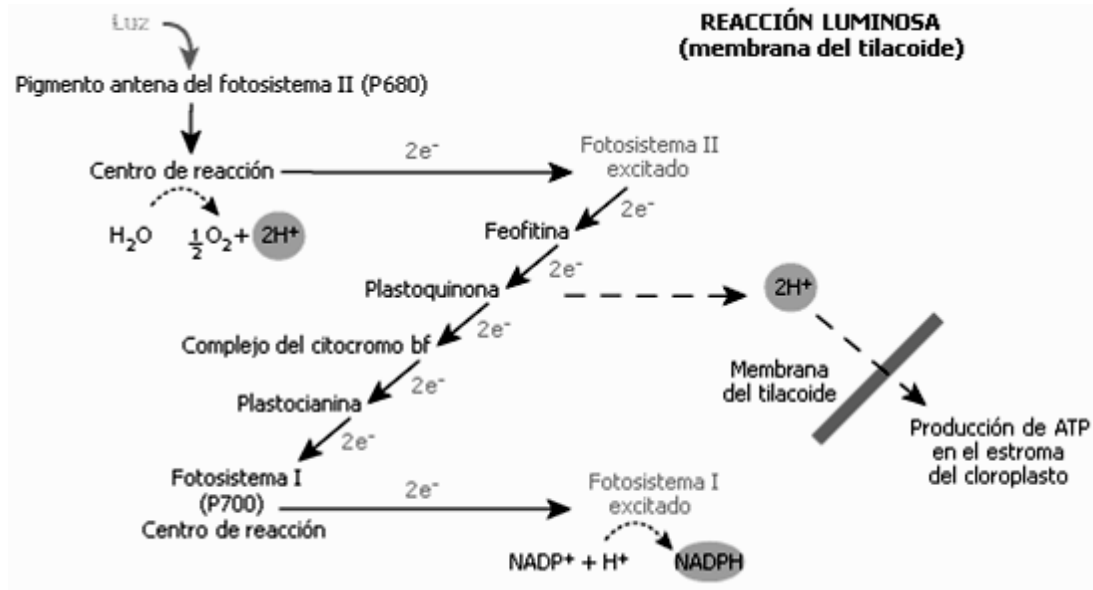 Luz
REACCIÓN LUMINOSA
(membrana del tilacoide)
Pigmento antena del fotosistema II (P680)
Centro de reacción
2e⁻
Fotosistema II
excitado
H₂O
½O₂+
2H⁺
2e⁻
Feofitina
2e⁻
Plastoquinona
2H⁺
2e⁻
Complejo del citocromo bf
Membrana
del tilacoide
2e⁻
Plastocianina
2e⁻
Producción de ATP
en el estroma
del cloroplasto
Fotosistema I
(P700)
Centro de reacción
2e⁻
Fotosistema I
excitado
NADP⁺ + H⁺
NADPH